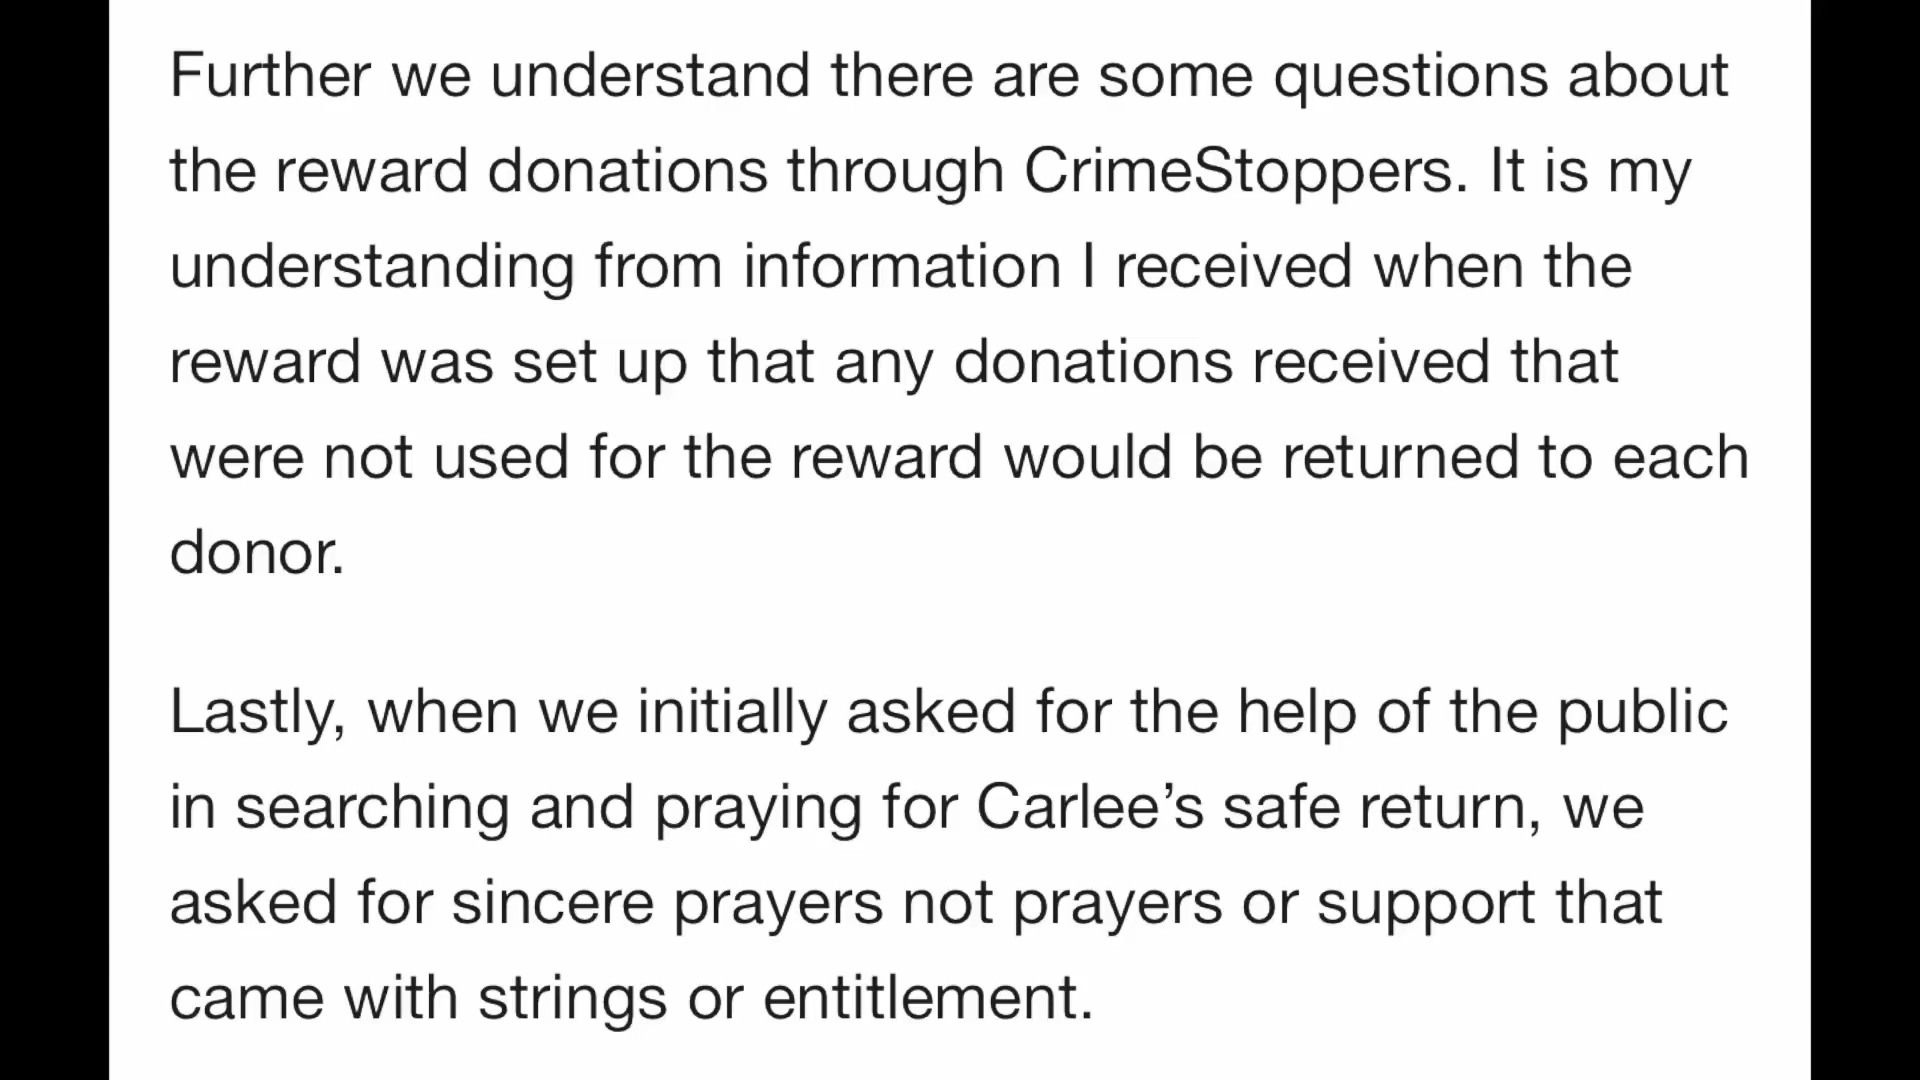 Further we understand there are some questions about
the reward donations through CrimeStoppers. It is my
understanding from information I received when the
reward was set up that any donations received that
were not used for the reward would be returned to each
donor.
Lastly, when we initially asked for the help of the public
in searching and praying for Carlee’s safe return, we
asked for sincere prayers not prayers or support that
came with strings or entitlement.